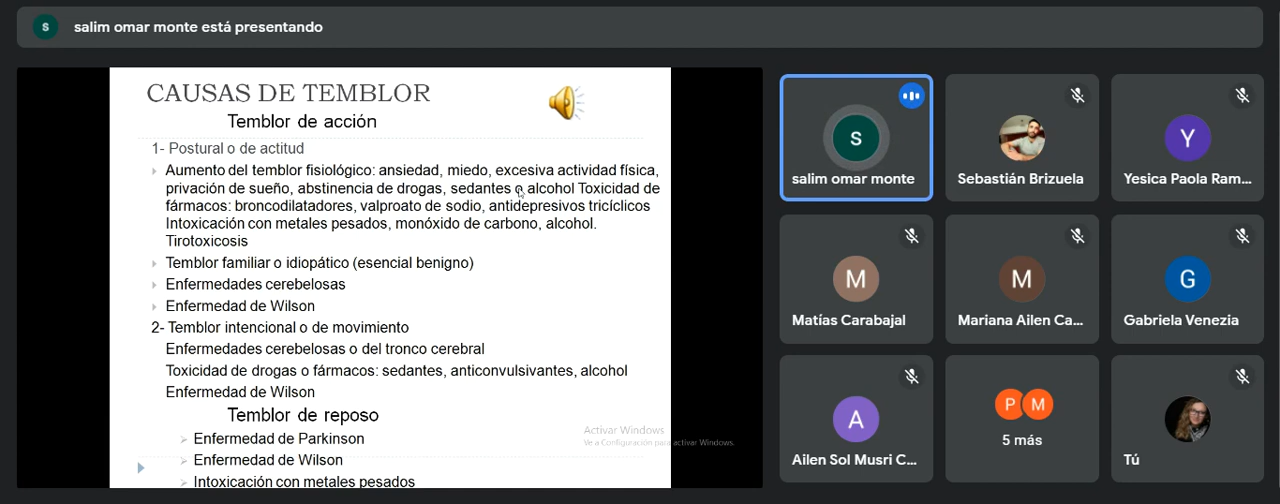 S
salim omar monte está presentando
CAUSAS DE TEMBLOR
Temblor de acción
1- Postural o de actitud
Aumento del temblor fisiológico: ansiedad, miedo, excesiva actividad física,
privación de sueño, abstinencia de drogas, sedantes o alcohol Toxicidad de
fármacos: broncodilatadores, valproato de sodio, antidepresivos tricíclicos
Intoxicación con metales pesados, monóxido de carbono, alcohol.
Tirotoxicosis
Temblor familiar o idiopático (esencial benigno)
Enfermedades cerebelosas
Enfermedad de Wilson
2- Temblor intencional o de movimiento
Enfermedades cerebelosas o del tronco cerebral
Toxicidad de drogas o fármacos: sedantes, anticonvulsivantes, alcohol
Enfermedad de Wilson
Temblor de reposo
Enfermedad de Parkinson
Enfermedad de Wilson
Intoxicación con metales pesados
Activar Windows
Ve a Configuración para activar Windows.
S
salim omar monte
Sebastián Brizuela
Y
Yesica Paola Ram...
M
Matías Carabajal
M
Mariana Ailen Ca...
G
Gabriela Venezia
A
Ailen Sol Musri C...
P M
5 más
Tú